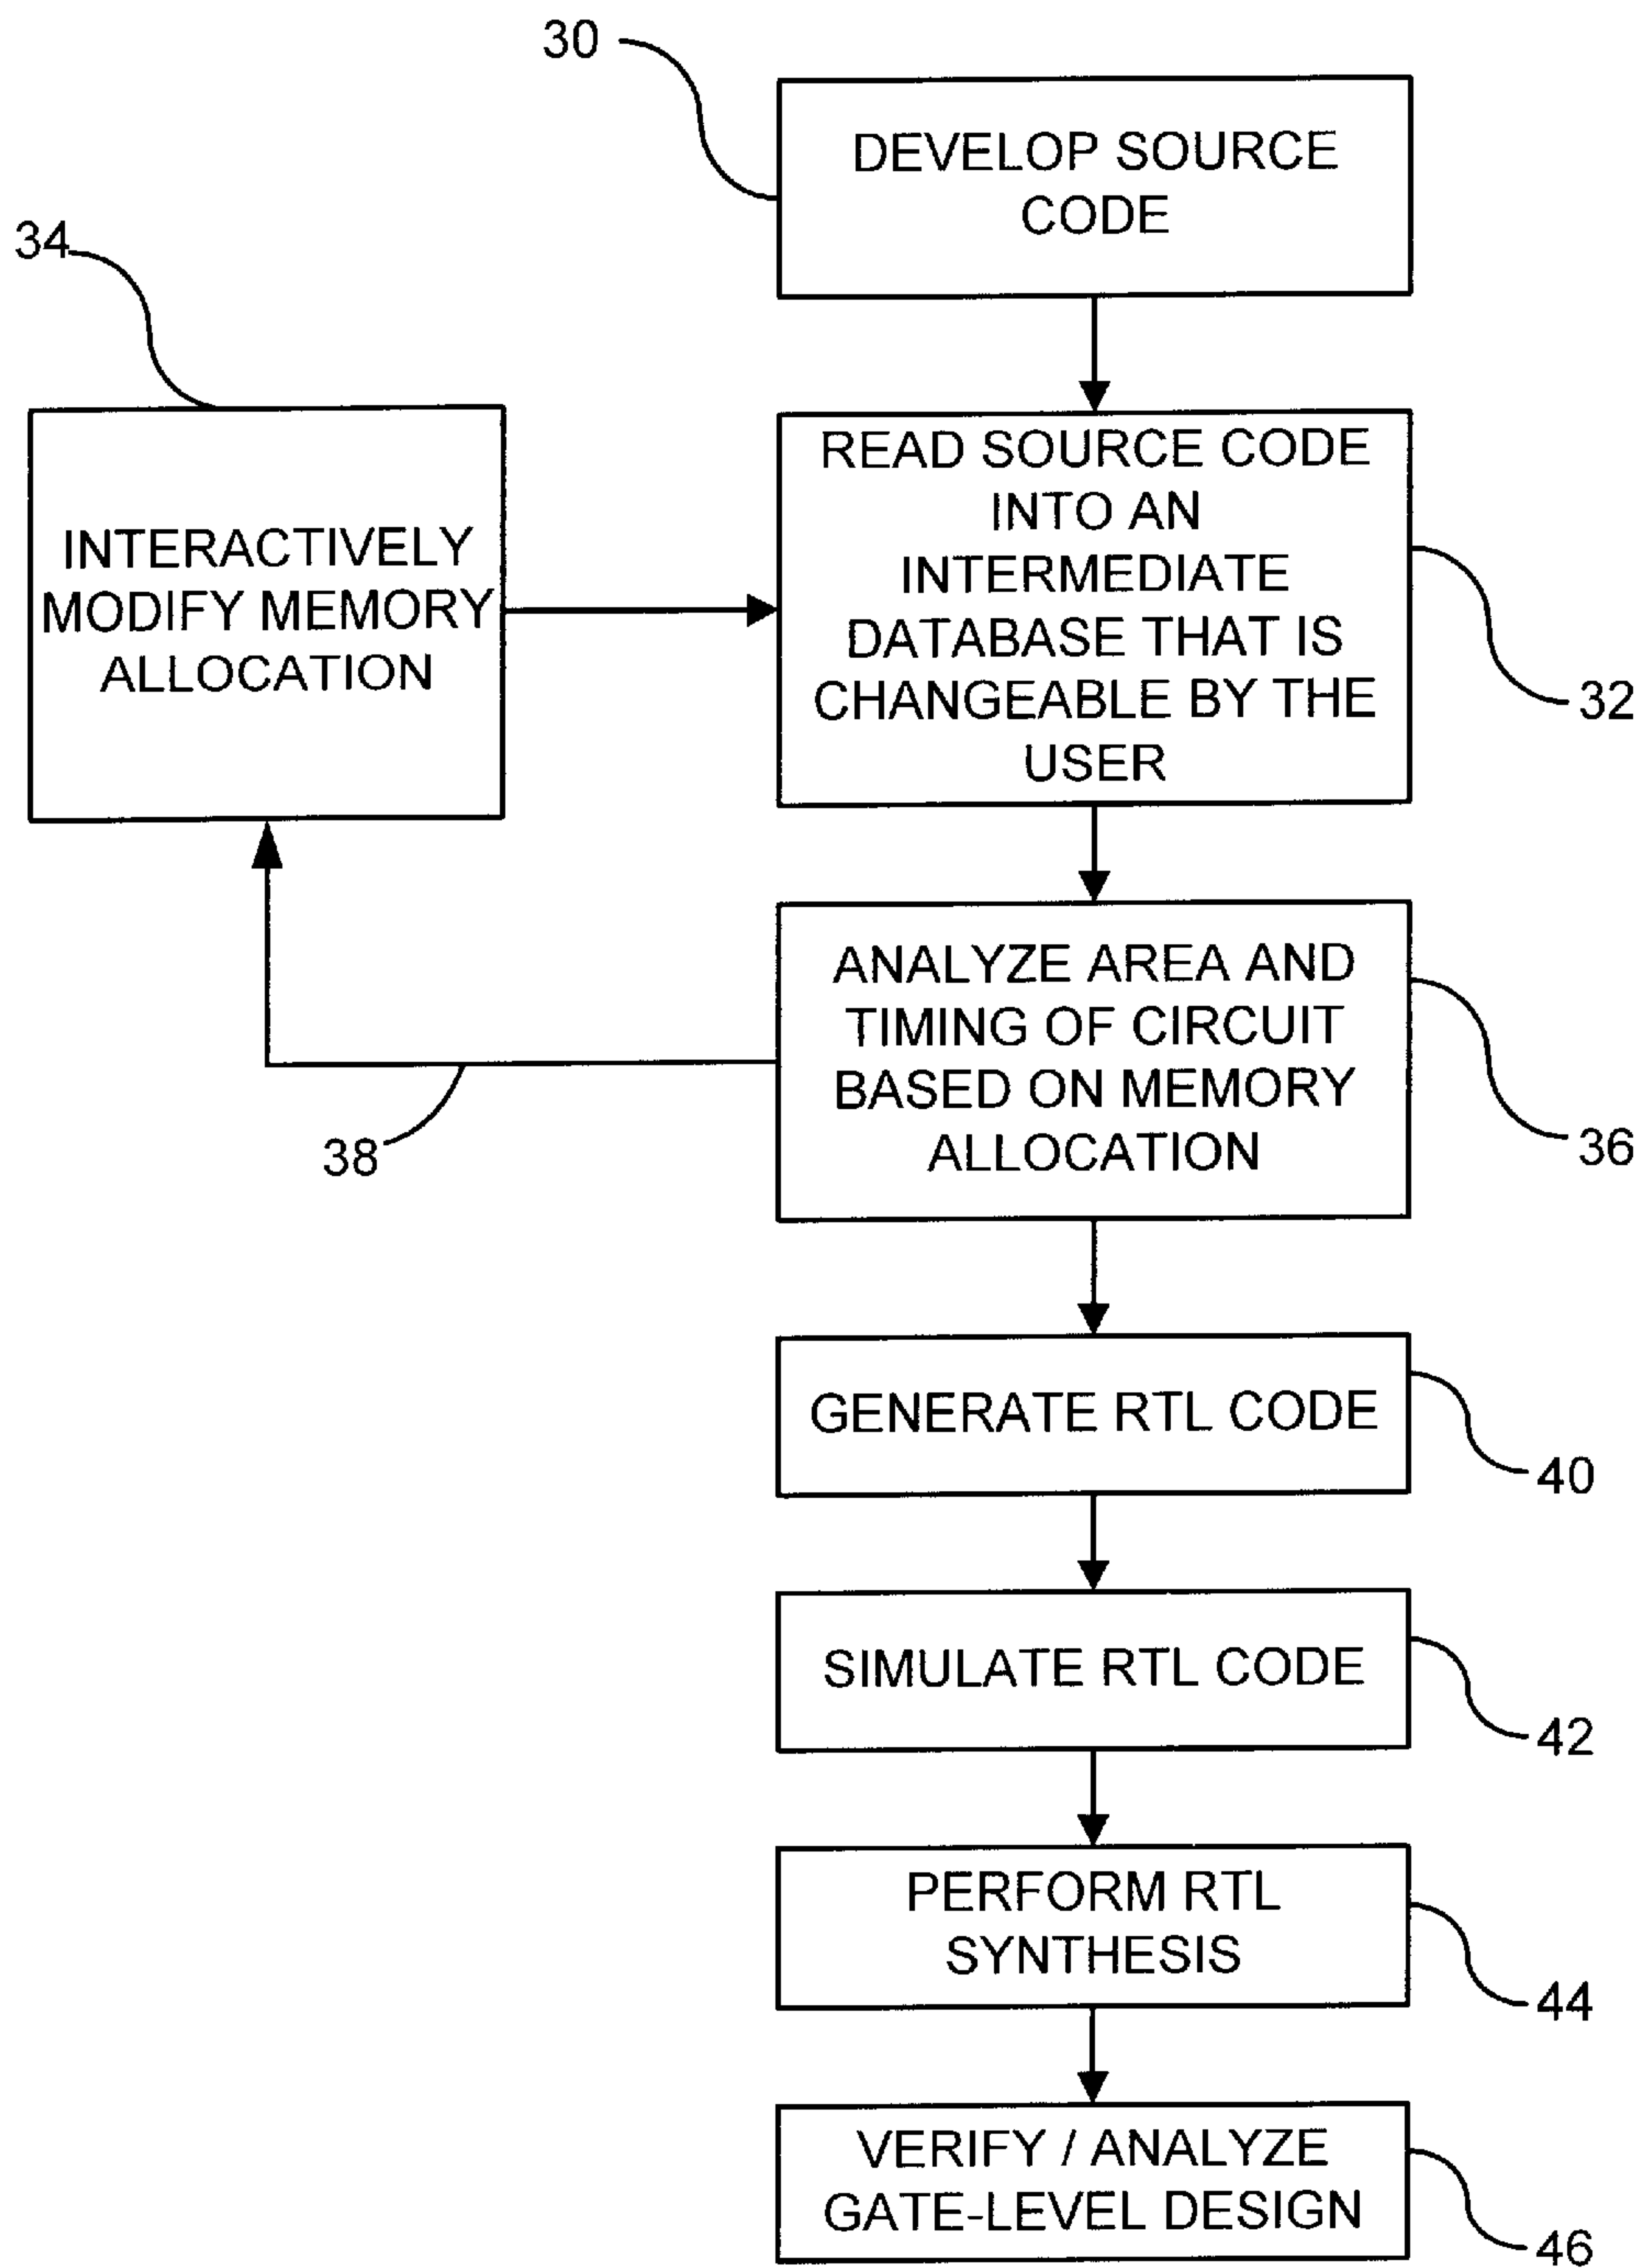 30
DEVELOP SOURCE
CODE
34
INTERACTIVELY
MODIFY MEMORY
ALLOCATION
READ SOURCE CODE
INTO AN
INTERMEDIATE
DATABASE THAT IS
CHANGEABLE BY THE
USER
32
ANALYZE AREA AND
TIMING OF CIRCUIT
BASED ON MEMORY
ALLOCATION
36
38
GENERATE RTL CODE
40
SIMULATE RTL CODE
42
PERFORM RTL
SYNTHESIS
44
VERIFY / ANALYZE
GATE-LEVEL DESIGN
46